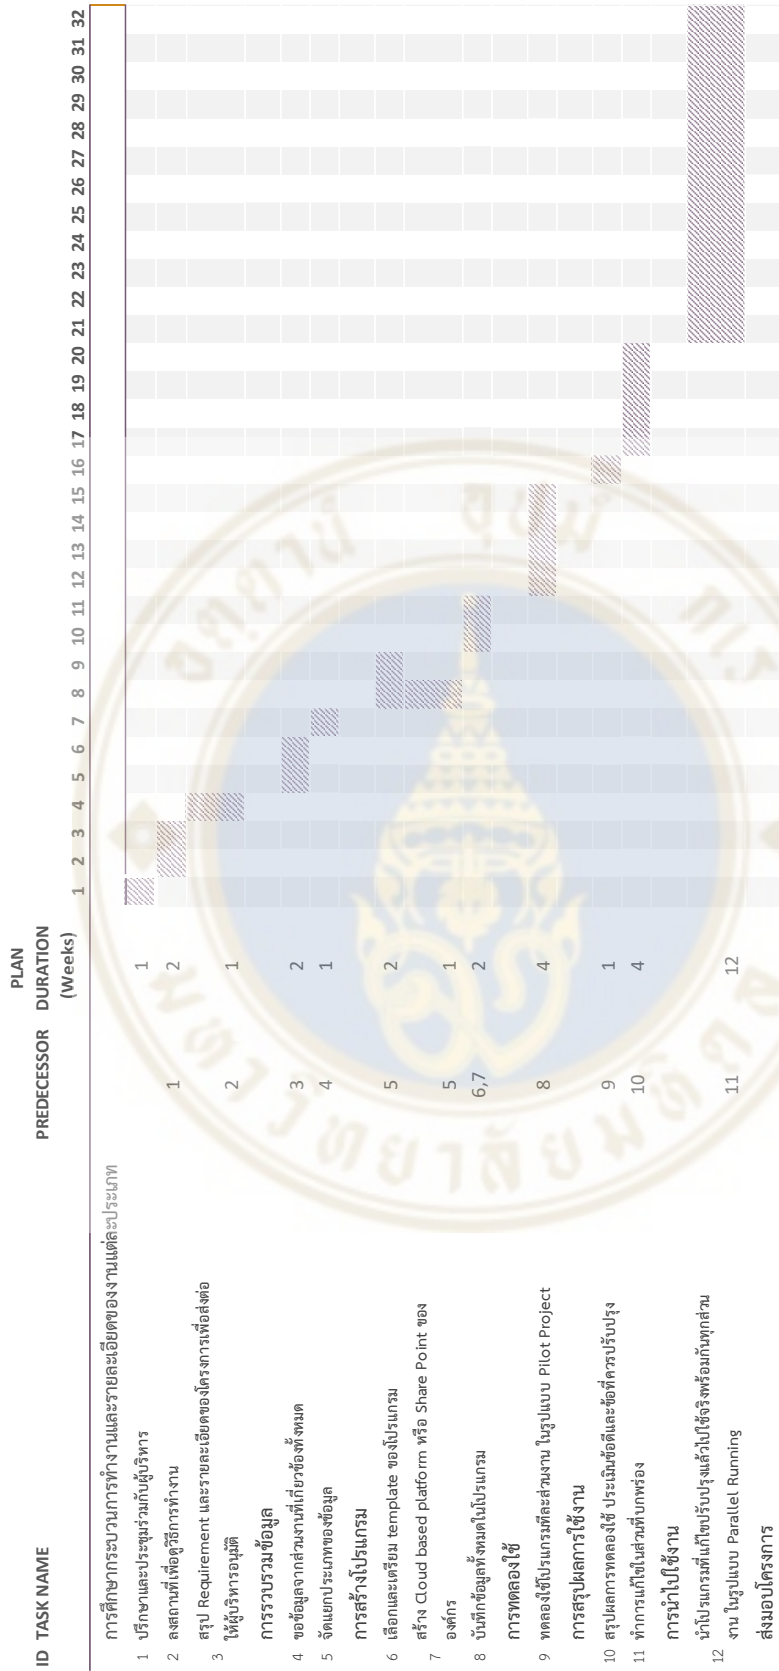 ID TASK NAME PREDECESSOR PLAN DURATION (Weeks) 1 2 3 4 5 6 7 8 9 10 11 12 13 14 15 16 17 18 19 20 21 22 23 24 25 26 27 28 29 30 31 32
การศึกษากระบวนการทำงานและรายละเอียดของงานแต่ละประเภท
1 ปรึกษาและประชุมร่วมกับผู้บริหาร 1
2 ลงสถานที่เพื่อดูวิธีการทำงาน 1 2
3 สรุป Requirement และรายละเอียดของโครงการเพื่อส่งต่อ
ให้ผู้บริหารอนุมัติ 2 1
การรวบรวมข้อมูล
4 ขอข้อมูลจากส่วนงานที่เกี่ยวข้องทั้งหมด 3 2
5 จัดแยกประเภทของข้อมูล 4 1
การสร้างโปรแกรม
6 เลือกและเตรียม template ของโปรแกรม 5 2
7 สร้าง Cloud based platform หรือ Share Point ของ
องค์กร 5 1
8 บันทึกข้อมูลทั้งหมดในโปรแกรม 6,7 2
การทดลองใช้
9 ทดลองใช้โปรแกรมทีละส่วนงาน ในรูปแบบ Pilot Project 8 4
การสรุปผลการใช้งาน
10 สรุปผลการทดลองใช้ ประเมินข้อดีและข้อที่ควรปรับปรุง 9 1
11 ทำการแก้ไขในส่วนที่บกพร่อง 10 4
การนำไปใช้งาน
12 นำโปรแกรมที่แก้ไขปรับปรุงแล้วไปใช้จริงพร้อมกันทุกส่วน
งาน ในรูปแบบ Parallel Running 11 12
ส่งมอบโครงการ
มหาวิทยาลัยมหิดล
อตฺตานํ อุปมํ กเร